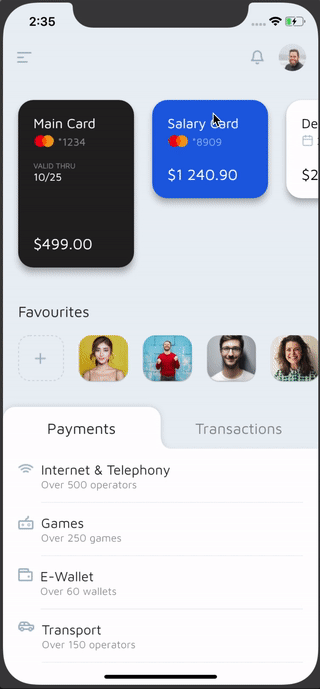 2:35
Main Card
*1234
VALID THRU
10/25
$499.00
Salary Card
*8909
$1 240.90
De
$2
Favourites
Payments
Transactions
Internet & Telephony
Over 500 operators
Games
Over 250 games
E-Wallet
Over 60 wallets
Transport
Over 150 operators